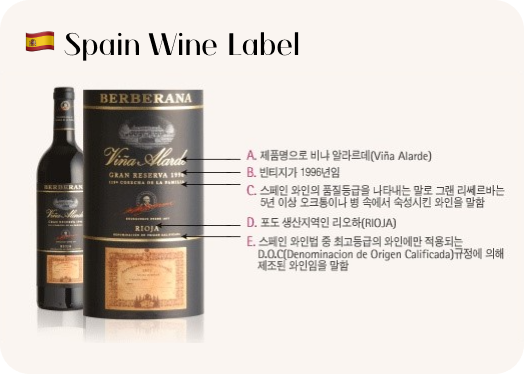 Spain Wine Label
BERBERANA
Viña Alarde
GRAN RESERVA 1996
119ª COSECHA DE LA FAMILIA
RIOJA
DENOMINACION DE ORIGEN CALIFICADA
A. 제품명으로 비냐 알라르데(Viña Alarde)
B. 빈티지가 1996년임
C. 스페인 와인의 품질등급을 나타내는 말로 그랜 리쎄르바는
5년 이상 오크통이나 병 속에서 숙성시킨 와인을 말함
D. 포도 생산지역인 리오하(RIOJA)
E. 스페인 와인법 중 최고등급의 와인에만 적용되는
D.O.C(Denominacion de Origen Calificada)규정에 의해
제조된 와인임을 말함